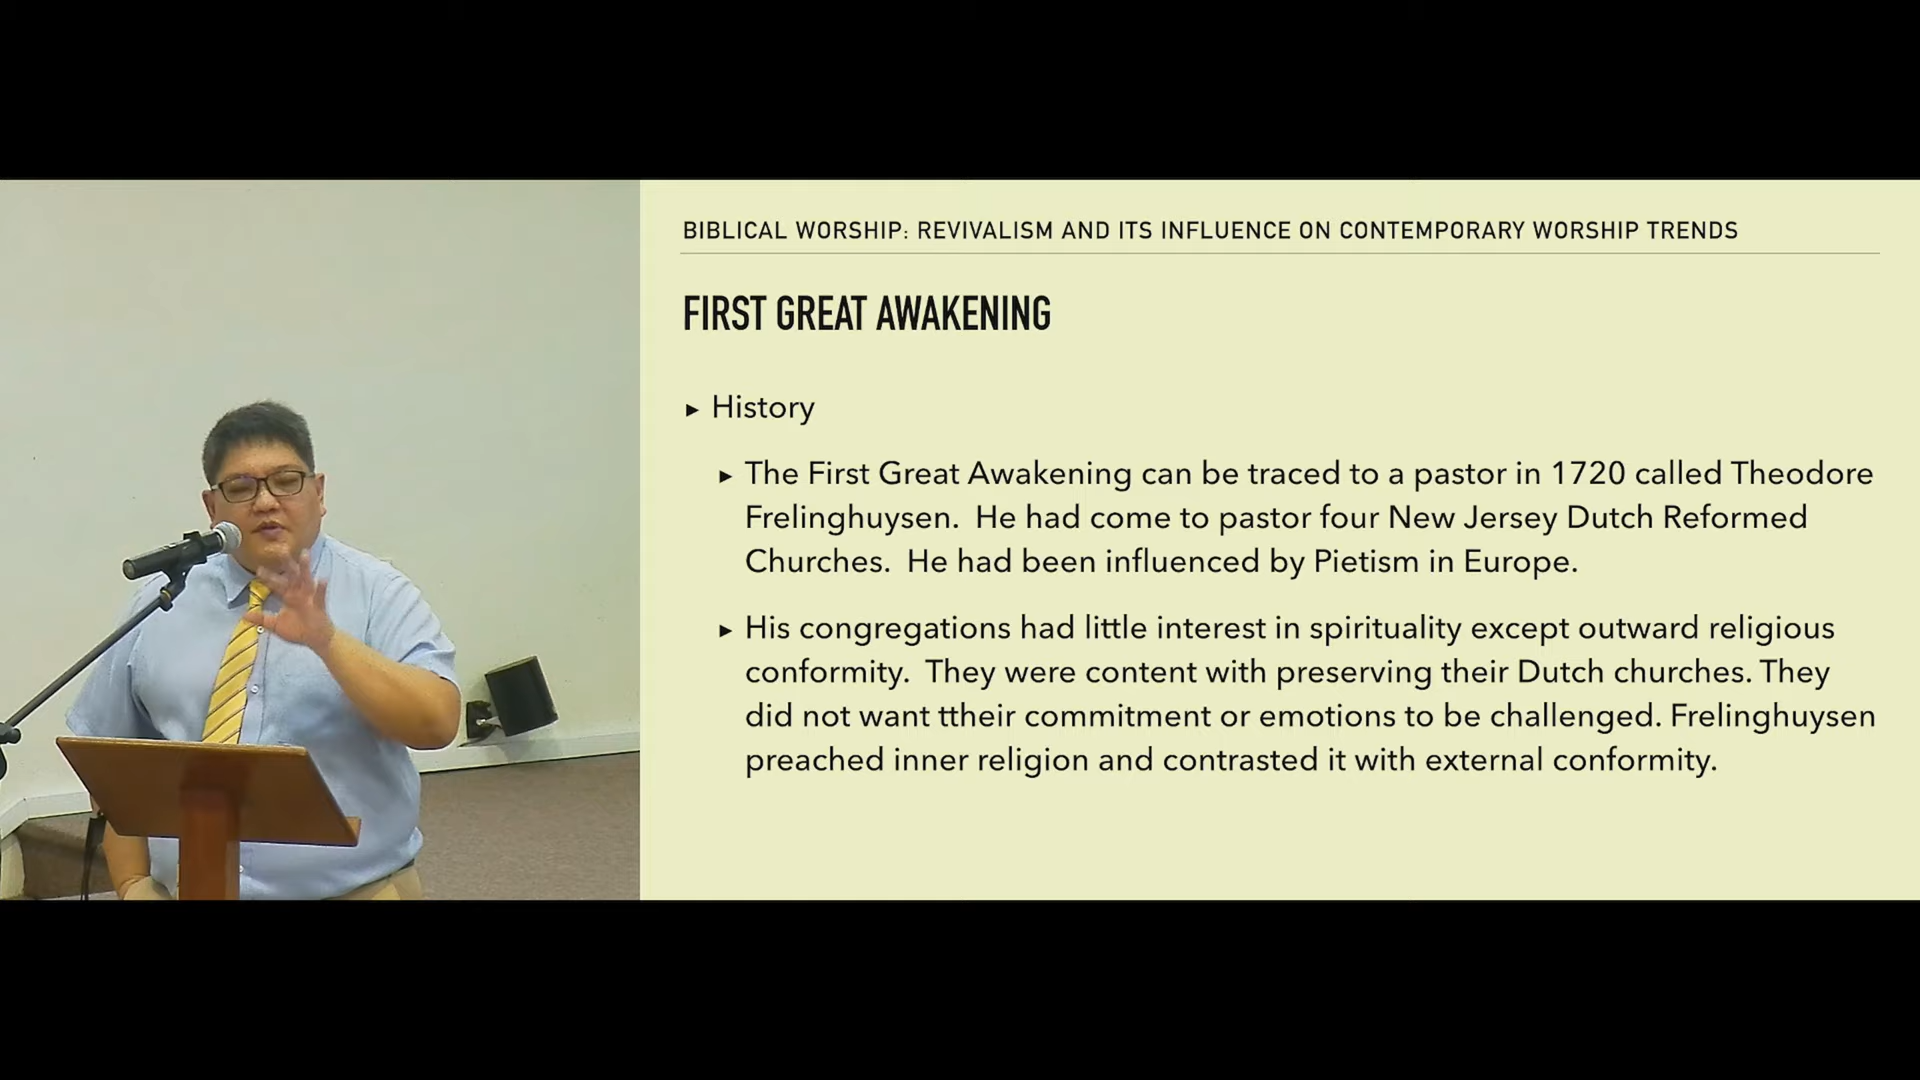 BIBLICAL WORSHIP: REVIVALISM AND ITS INFLUENCE ON CONTEMPORARY WORSHIP TRENDS
FIRST GREAT AWAKENING
▸ History
▸ The First Great Awakening can be traced to a pastor in 1720 called Theodore
Frelinghuysen.  He had come to pastor four New Jersey Dutch Reformed
Churches.  He had been influenced by Pietism in Europe.
▸ His congregations had little interest in spirituality except outward religious
conformity.  They were content with preserving their Dutch churches. They
did not want ttheir commitment or emotions to be challenged. Frelinghuysen
preached inner religion and contrasted it with external conformity.